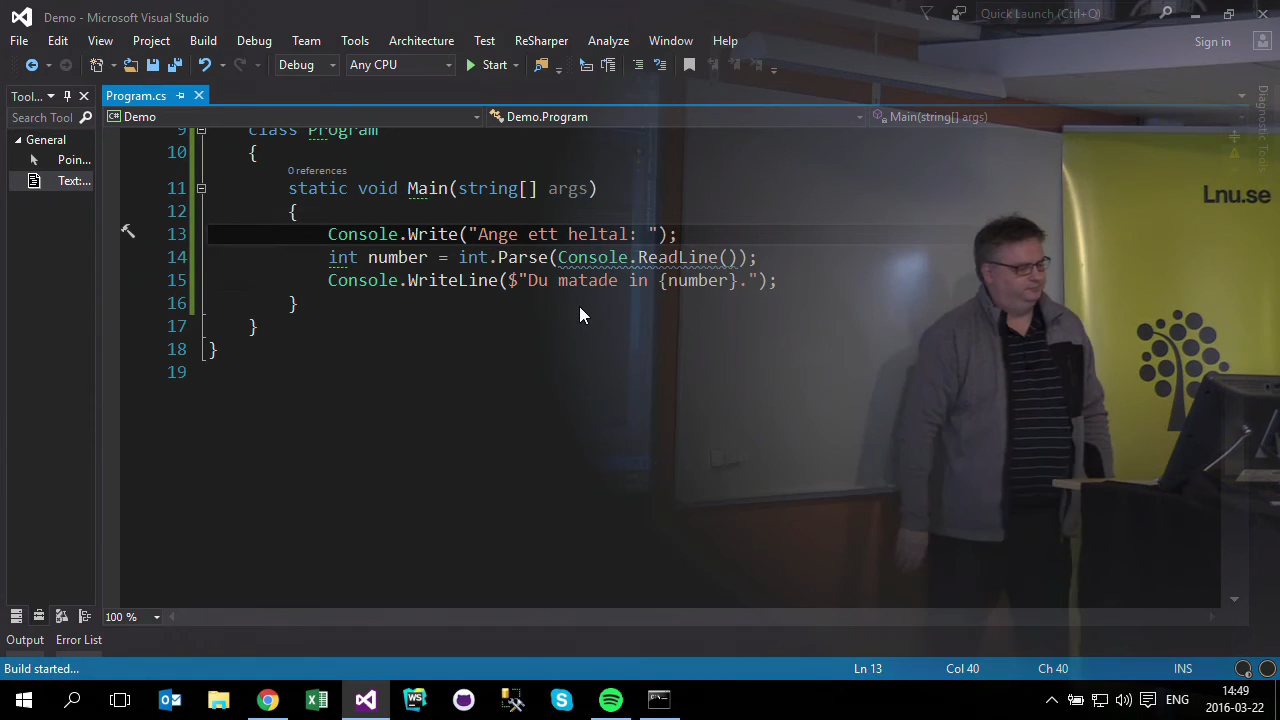 Demo - Microsoft Visual Studio
Quick Launch (Ctrl+Q)
File Edit View Project Build Debug Team Tools Architecture Test ReSharper Analyze Window Help
Sign in
Debug Any CPU Start
Tool...
Program.cs
Search Tool
Demo
Demo.Program
Main(string[] args)
Diagnostic Tools
General
Poin...
Text:...
9 class Program
10 {
0 references
11 static void Main(string[] args)
12 {
13 Console.Write("Ange ett heltal: ");
14 int number = int.Parse(Console.ReadLine());
15 Console.WriteLine($"Du matade in {number}.");
16 }
17 }
18 }
19
Lnu.se
100 %
Output Error List
Build started...
Ln 13 Col 40 Ch 40 INS
ENG
14:49
2016-03-22